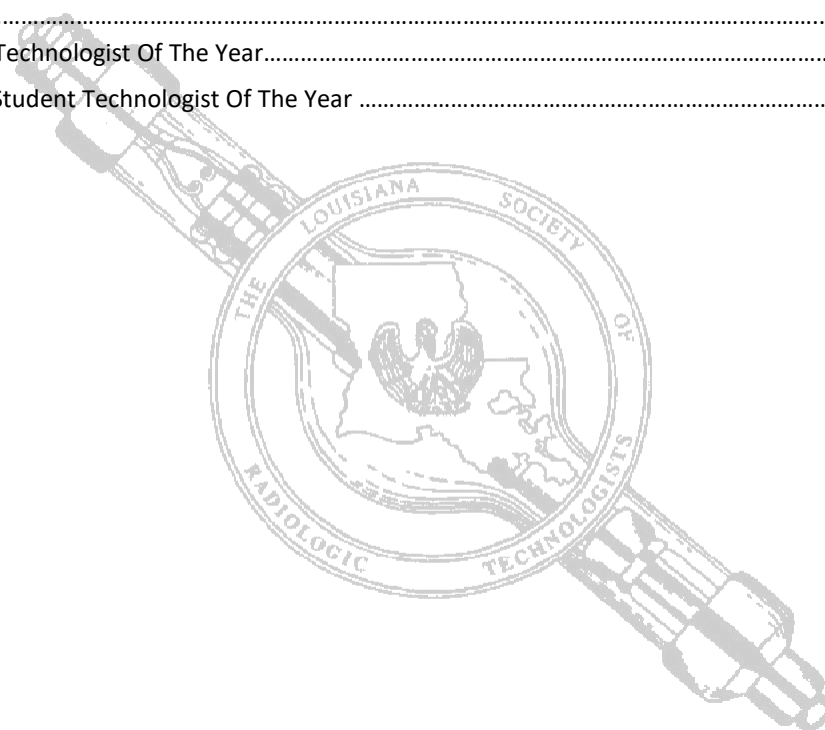 ……………………………………………………………………………………………………
Technologist Of The Year……………………………………………………………………
Student Technologist Of The Year ………………………………………………………
THE LOUISIANA SOCIETY OF
RADIOLOGIC TECHNOLOGISTS